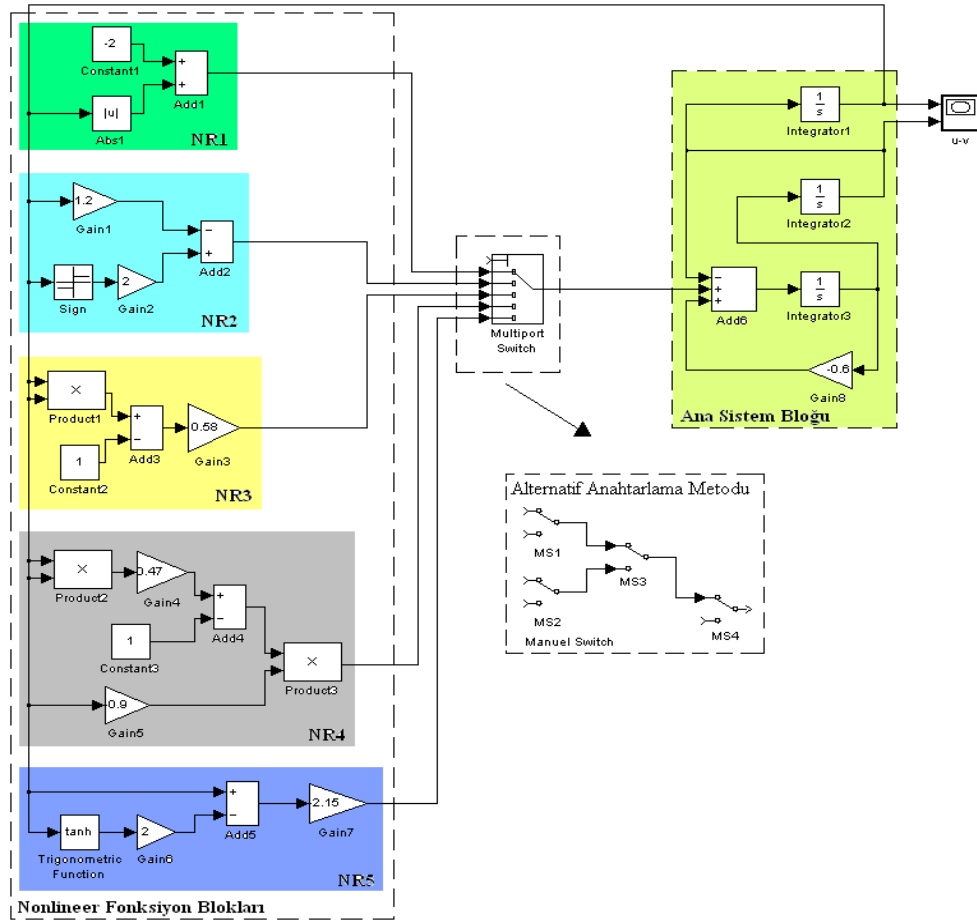 -2
Constant1
+
+
Add1
|u|
Abs1
NR1
1.2
Gain1
Sign
2
Gain2
−
+
Add2
NR2
×
Product1
1
Constant2
+
−
Add3
0.58
Gain3
NR3
×
Product2
0.47
Gain4
1
Constant3
+
−
Add4
0.9
Gain5
×
Product3
NR4
tanh
Trigonometric
Function
2
Gain6
+
−
Add5
2.15
Gain7
NR5
Nonlineer Fonksiyon Blokları
Multiport
Switch
1
s
Integrator1
1
s
Integrator2
−
+
+
Add6
1
s
Integrator3
-0.6
Gain8
Ana Sistem Bloğu
u-v
Alternatif Anahtarlama Metodu
MS1
MS2
MS3
MS4
Manuel Switch